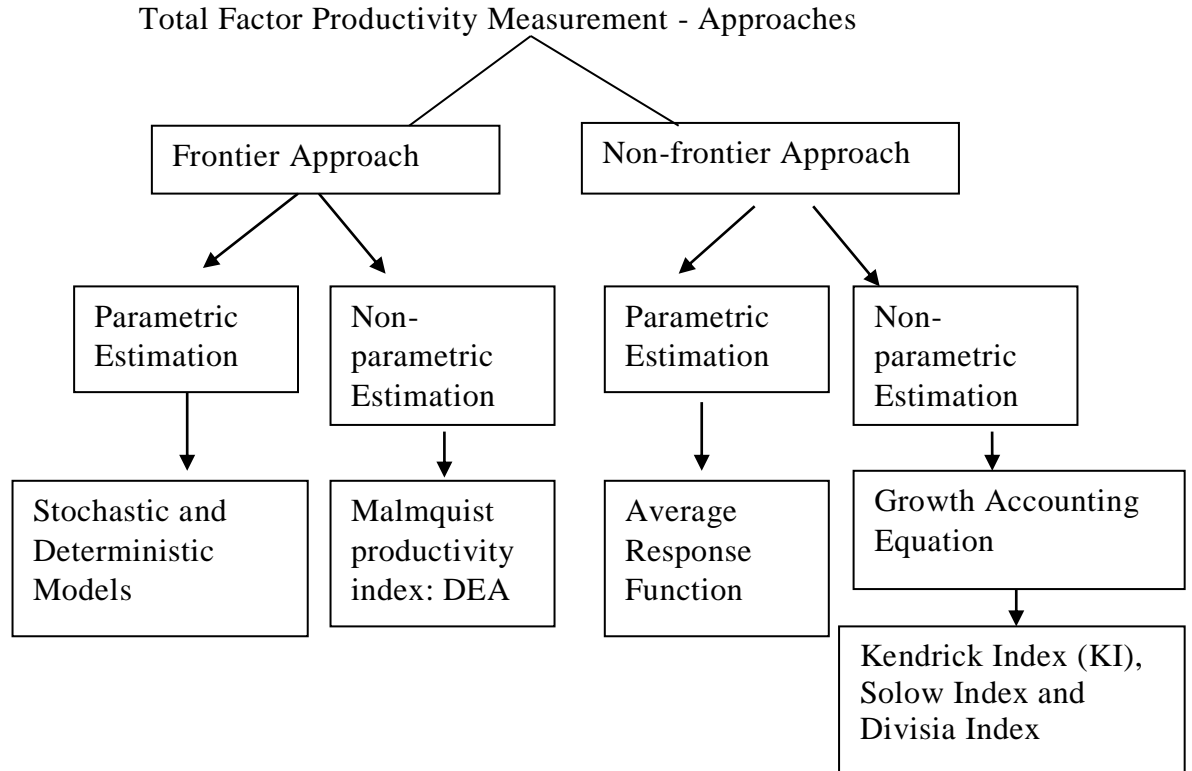 Total Factor Productivity Measurement - Approaches
Frontier Approach
Non-frontier Approach
Parametric
Estimation
Non-
parametric
Estimation
Parametric
Estimation
Non-
parametric
Estimation
Stochastic and
Deterministic
Models
Malmquist
productivity
index: DEA
Average
Response
Function
Growth Accounting
Equation
Kendrick Index (KI),
Solow Index and
Divisia Index